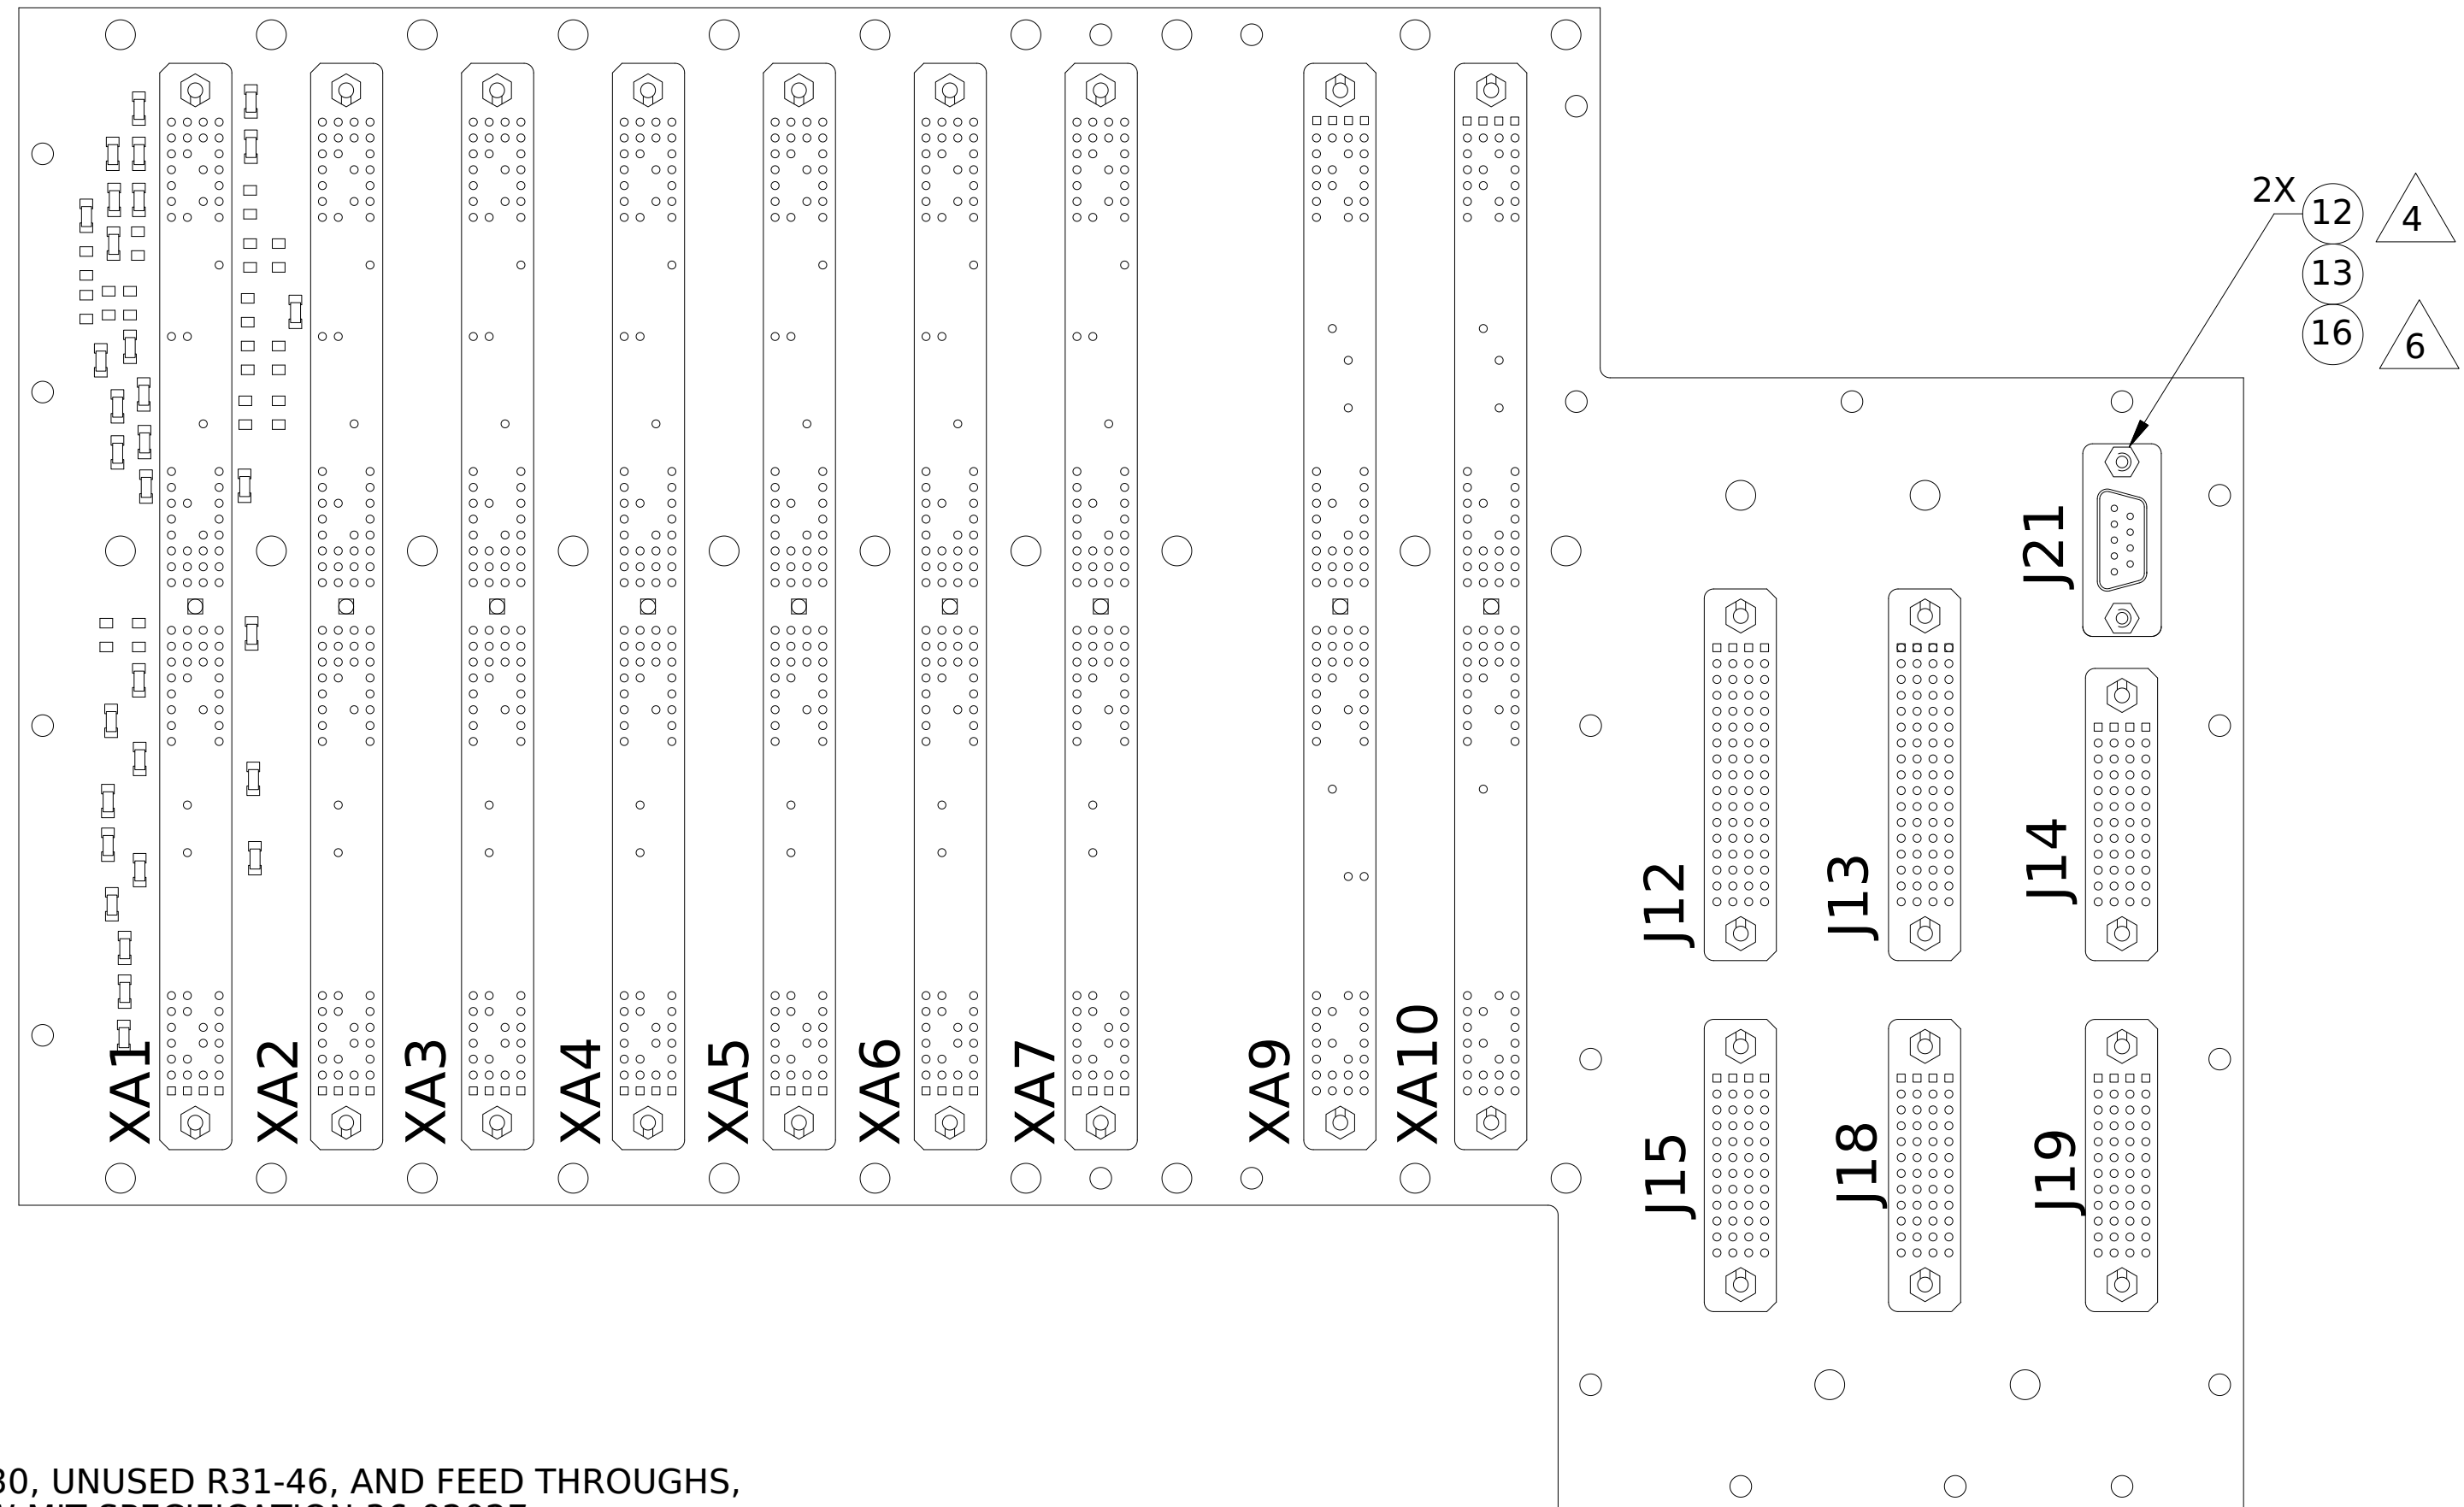 2X 12 4
13
16 6
J21
J12
J13
J14
XA1
XA2
XA3
XA4
XA5
XA6
XA7
XA9
XA10
J15
J18
J19
30, UNUSED R31-46, AND FEED THROUGHS,